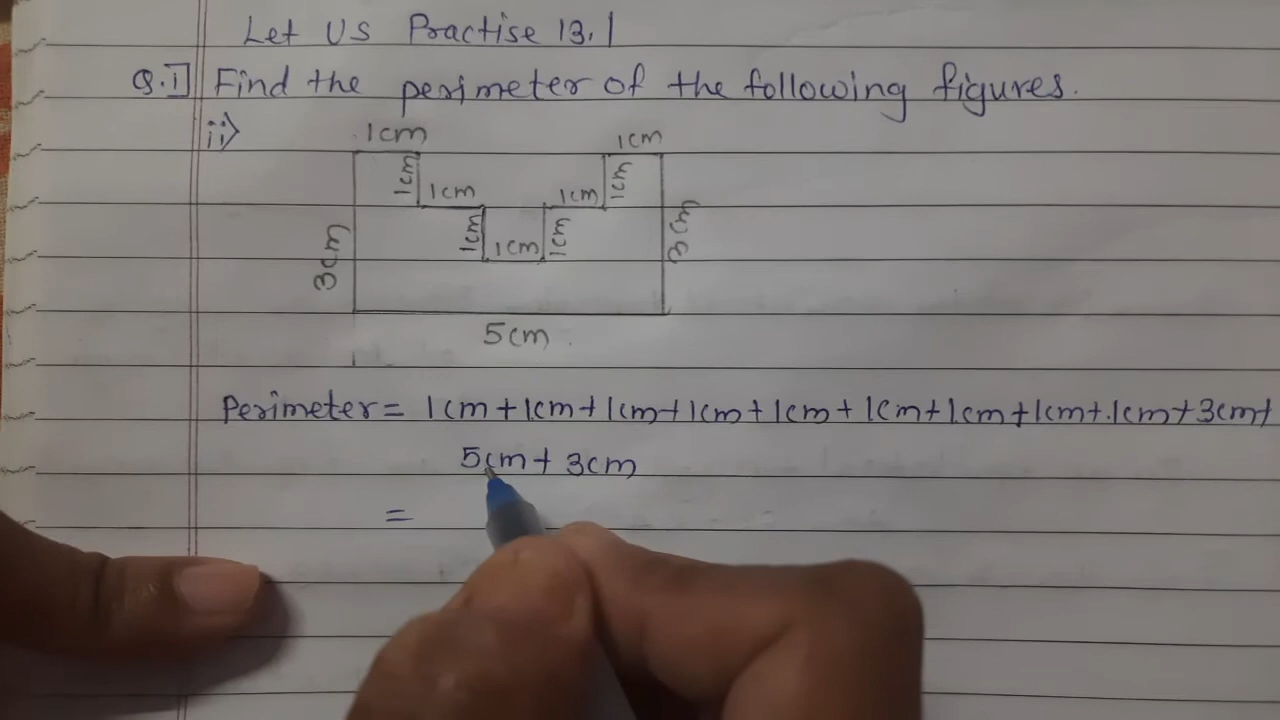 Let Us Practise 13.1
Q.1] Find the perimeter of the following figures.
ii>
1cm 1cm
1cm 1cm 1cm 1cm
3cm 1cm 1cm 1cm 3cm
5cm
Perimeter = 1cm + 1cm + 1cm + 1cm + 1cm + 1cm + 1cm + 1cm + 1cm + 3cm +
5cm + 3cm
=